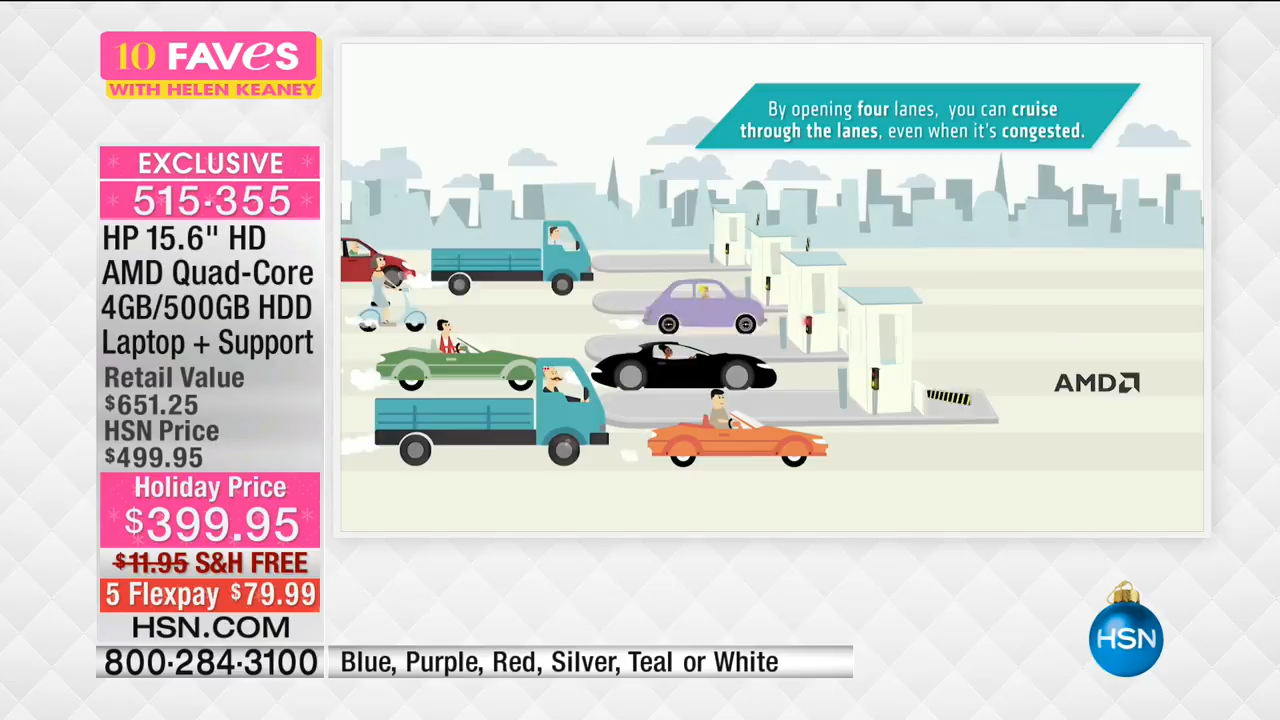 10 FAVES
WITH HELEN KEANEY
EXCLUSIVE
515·355
HP 15.6" HD
AMD Quad-Core
4GB/500GB HDD
Laptop + Support
Retail Value
$651.25
HSN Price
$499.95
Holiday Price
$399.95
$11.95 S&H FREE
5 Flexpay $79.99
HSN.COM
800·284·3100
By opening four lanes, you can cruise
through the lanes, even when it's congested.
AMD
Blue, Purple, Red, Silver, Teal or White
HSN